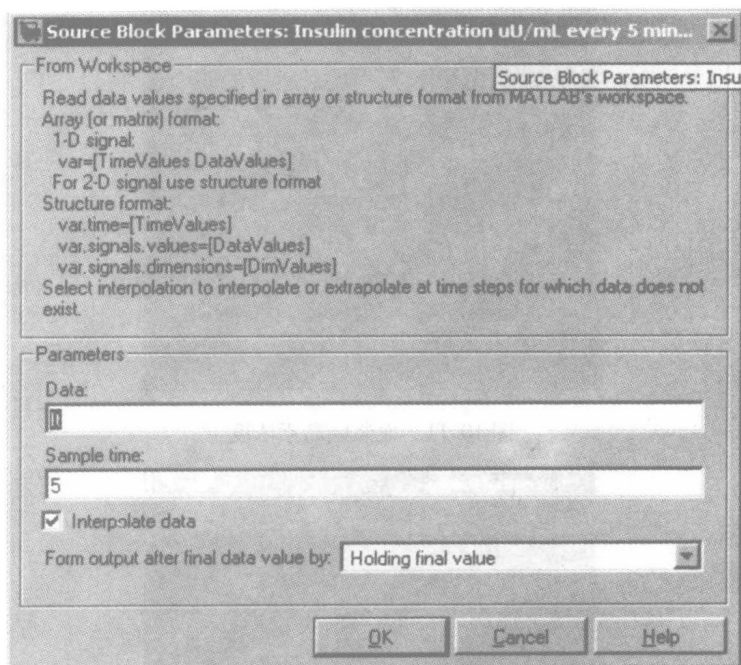 Source Block Parameters: Insulin concentration uU/mL every 5 min...
From Workspace
Source Block Parameters: Insu
Read data values specified in array or structure format from MATLAB's workspace.
Array (or matrix) format:
1-D signal:
var=[TimeValues DataValues]
For 2-D signal use structure format
Structure format:
var.time=[TimeValues]
var.signals.values=[DataValues]
var.signals.dimensions=[DimValues]
Select interpolation to interpolate or extrapolate at time steps for which data does not
exist.
Parameters
Data:
Sample time:
5
Interpolate data
Form output after final data value by: Holding final value
OK Cancel Help